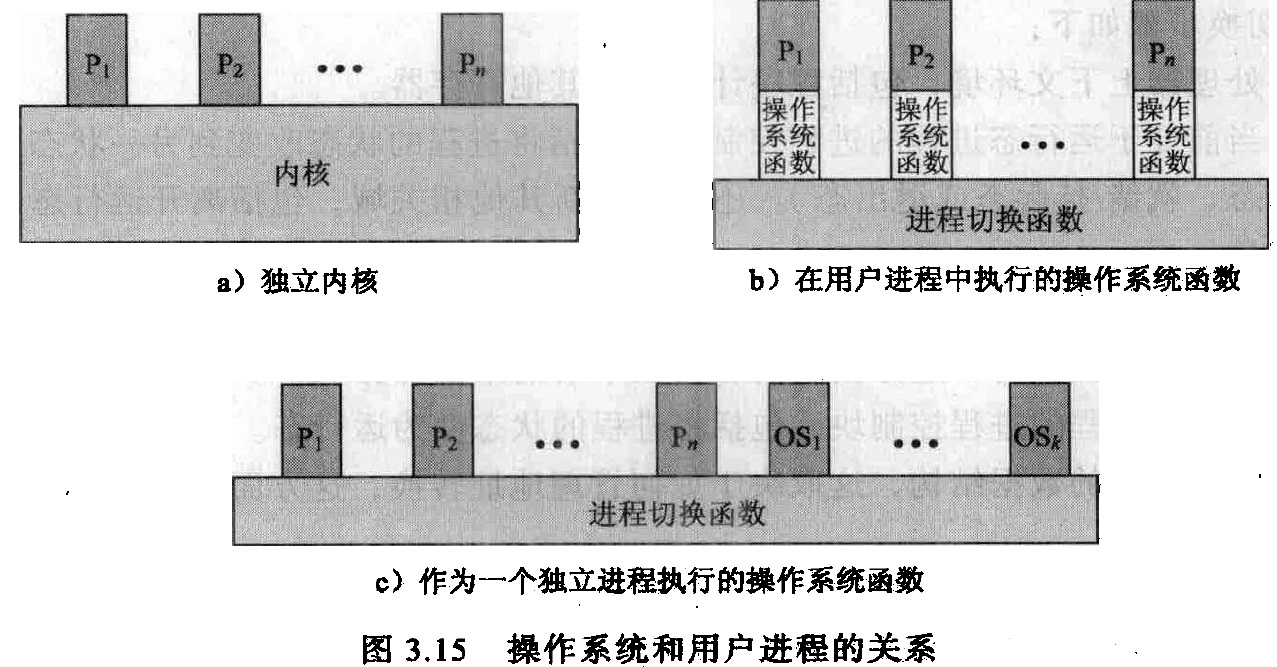 P₁ P₂ ••• Pₙ
内核
a）独立内核
P₁ P₂ Pₙ
操作 操作 操作
系统 系统 ••• 系统
函数 函数 函数
进程切换函数
b）在用户进程中执行的操作系统函数
P₁ P₂ ••• Pₙ OS₁ ••• OSₖ
进程切换函数
c）作为一个独立进程执行的操作系统函数
图 3.15 操作系统和用户进程的关系